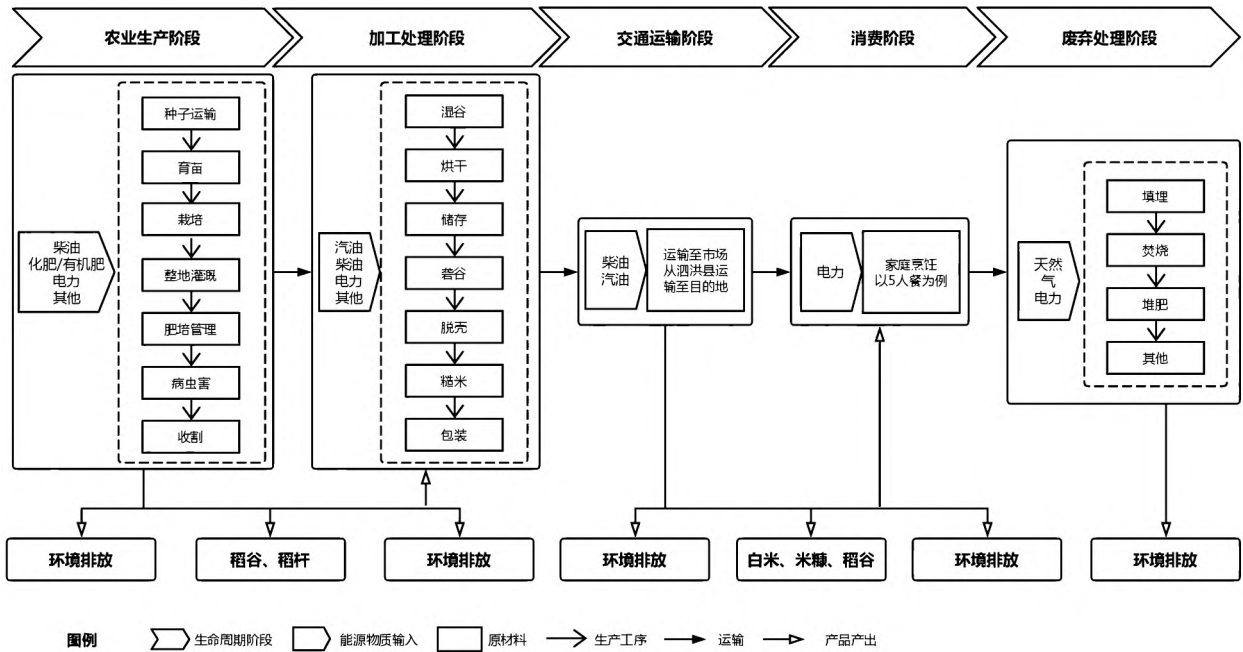 农业生产阶段
加工处理阶段
交通运输阶段
消费阶段
废弃处理阶段
柴油
化肥/有机肥
电力
其他
种子运输
育苗
栽培
整地灌溉
肥培管理
病虫害
收割
汽油
柴油
电力
其他
湿谷
烘干
储存
砻谷
脱壳
糙米
包装
柴油
汽油
运输至市场
从泗洪县运
输至目的地
电力
家庭烹饪
以5人餐为例
天然
气
电力
填埋
焚烧
堆肥
其他
环境排放
稻谷、稻杆
环境排放
环境排放
白米、米糠、稻谷
环境排放
环境排放
图例
生命周期阶段
能源物质输入
原材料
生产工序
运输
产品产出